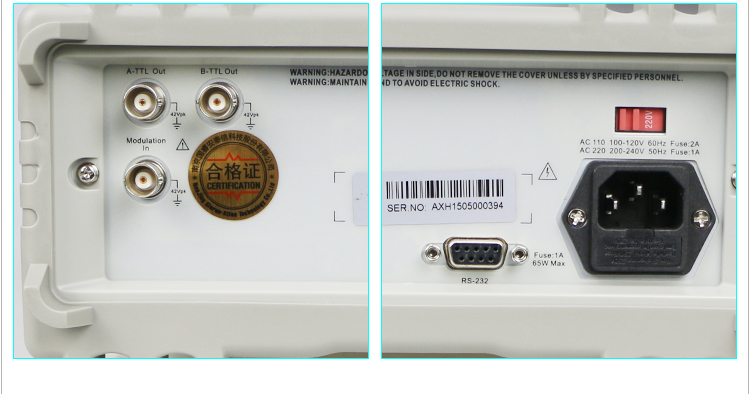 A-TTL Out
B-TTL Out
42Vpk
42Vpk
Modulation
In
42Vpk
合格证
CERTIFICATION
WARNING:HAZARDO
WARNING:MAINTAIN
TAGE IN SIDE,DO NOT REMOVE THE COVER UNLESS BY SPECIFIED PERSONNEL.
ND TO AVOID ELECTRIC SHOCK.
220V
AC 110 100-120V 60Hz Fuse:2A
AC 220 200-240V 50Hz Fuse:1A
SER.NO: AXH1505000394
Fuse:1A
65W Max
RS-232